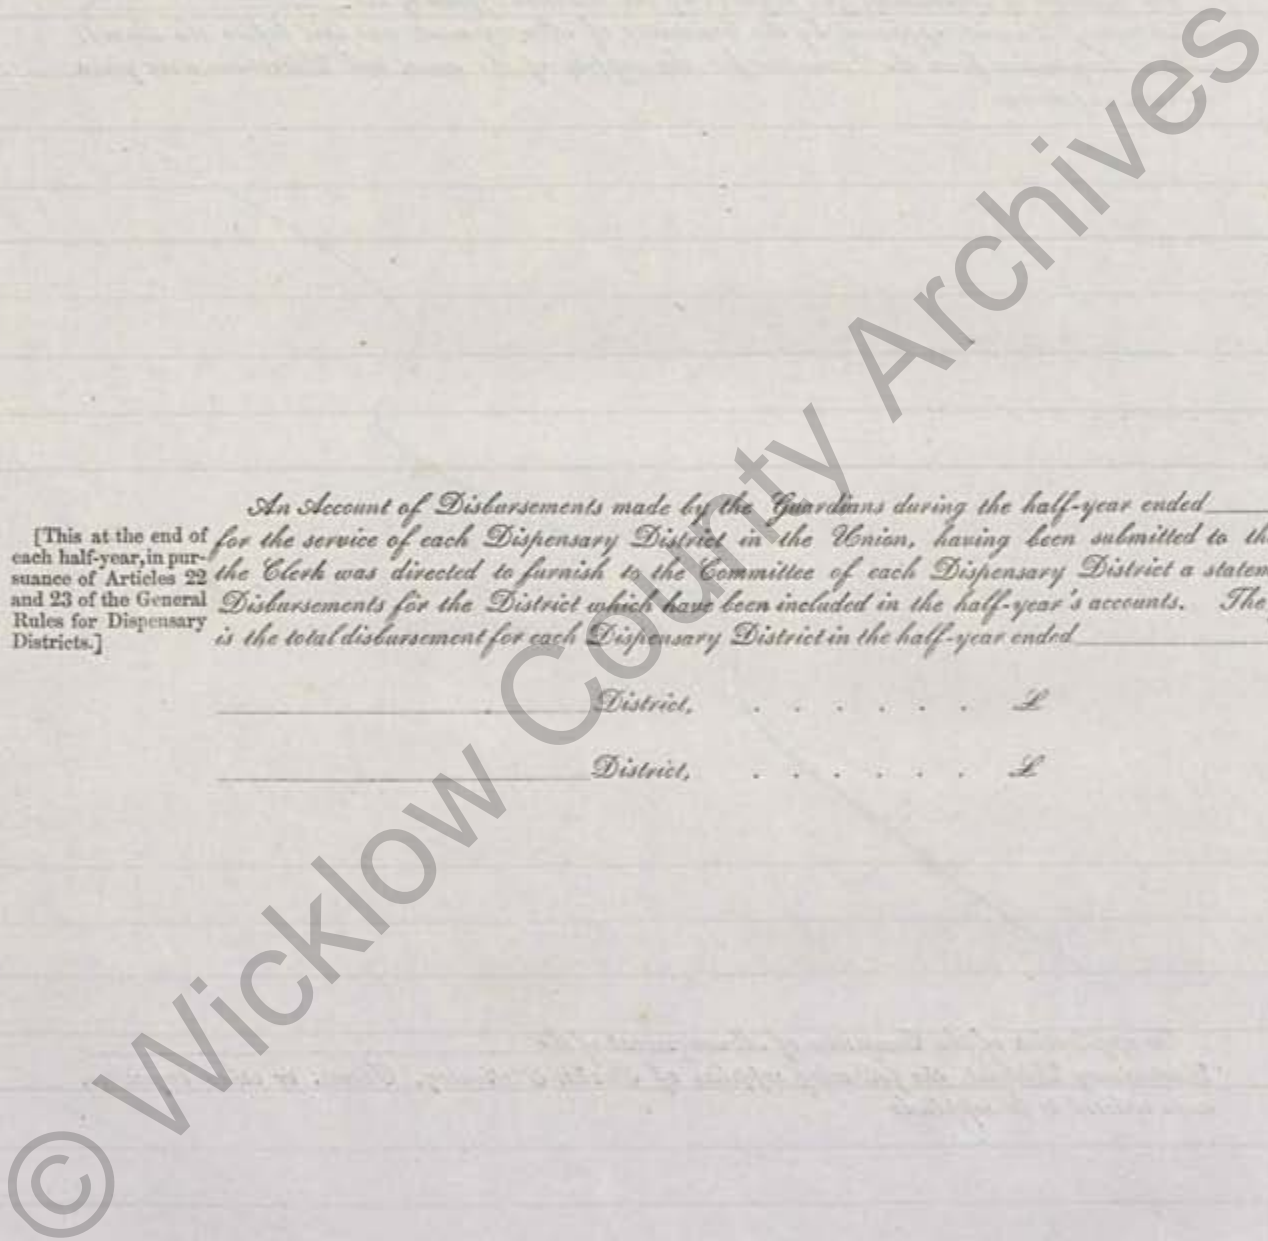 An Account of Disbursements made by the Guardians during the half-year ended
for the service of each Dispensary District in the Union, having been submitted to th
the Clerk was directed to furnish to the Committee of each Dispensary District a statem
Disbursements for the District which have been included in the half-year's accounts. The
is the total disbursement for each Dispensary District in the half-year ended
[This at the end of
each half-year, in pur-
suance of Articles 22
and 23 of the General
Rules for Dispensary
Districts.]
District, . . . . . . £
District, . . . . . . £
© Wicklow County Archives